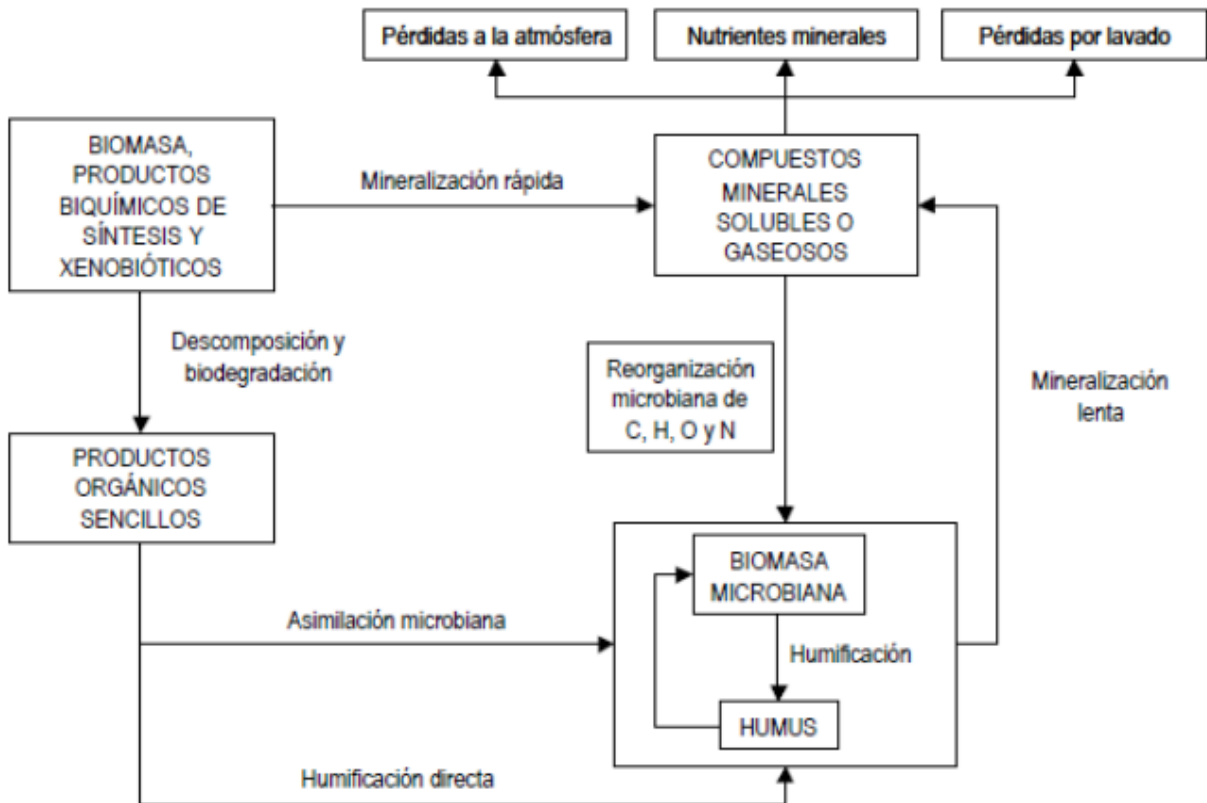 Pérdidas a la atmósfera
Nutrientes minerales
Pérdidas por lavado
BIOMASA,
PRODUCTOS
BIQUÍMICOS DE
SÍNTESIS Y
XENOBIÓTICOS
Mineralización rápida
COMPUESTOS
MINERALES
SOLUBLES O
GASEOSOS
Descomposición y
biodegradación
Reorganización
microbiana de
C, H, O y N
Mineralización
lenta
PRODUCTOS
ORGÁNICOS
SENCILLOS
BIOMASA
MICROBIANA
Asimilación microbiana
Humificación
HUMUS
Humificación directa